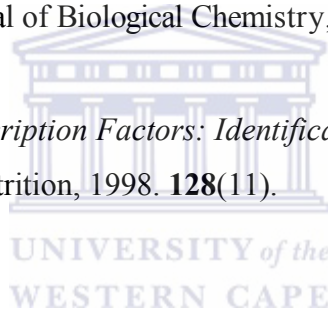 al of Biological Chemistry,
ription Factors: Identifica
trition, 1998. 128(11).
UNIVERSITY of the
WESTERN CAPE